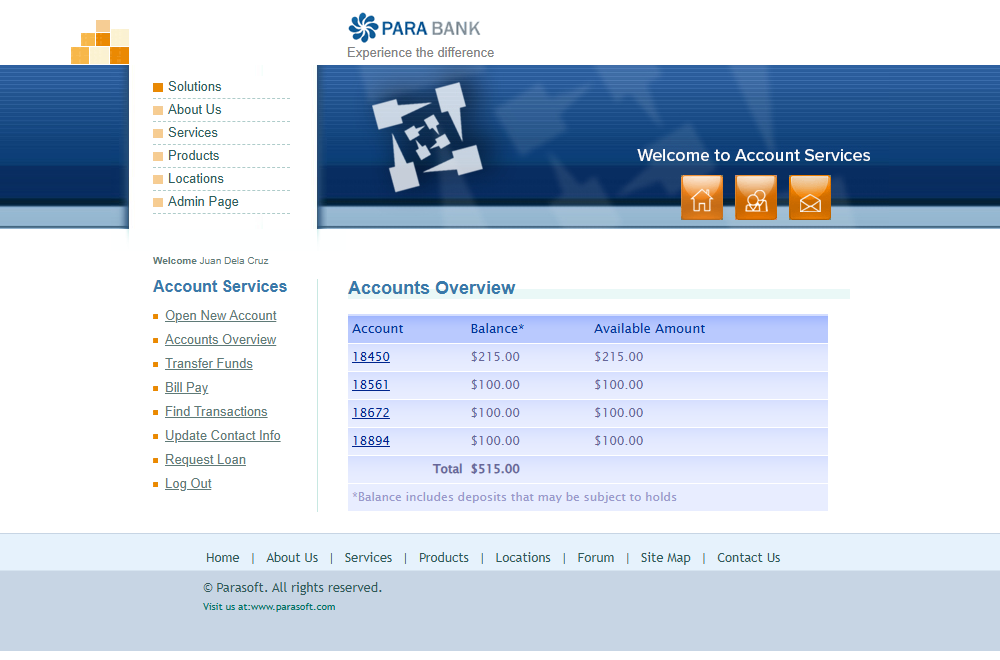 PARA BANK
Experience the difference
Solutions
About Us
Services
Products
Locations
Admin Page
Welcome to Account Services
Welcome Juan Dela Cruz
Account Services
Open New Account
Accounts Overview
Transfer Funds
Bill Pay
Find Transactions
Update Contact Info
Request Loan
Log Out
Accounts Overview
Account Balance* Available Amount
18450 $215.00 $215.00
18561 $100.00 $100.00
18672 $100.00 $100.00
18894 $100.00 $100.00
Total $515.00
*Balance includes deposits that may be subject to holds
Home | About Us | Services | Products | Locations | Forum | Site Map | Contact Us
© Parasoft. All rights reserved.
Visit us at:www.parasoft.com